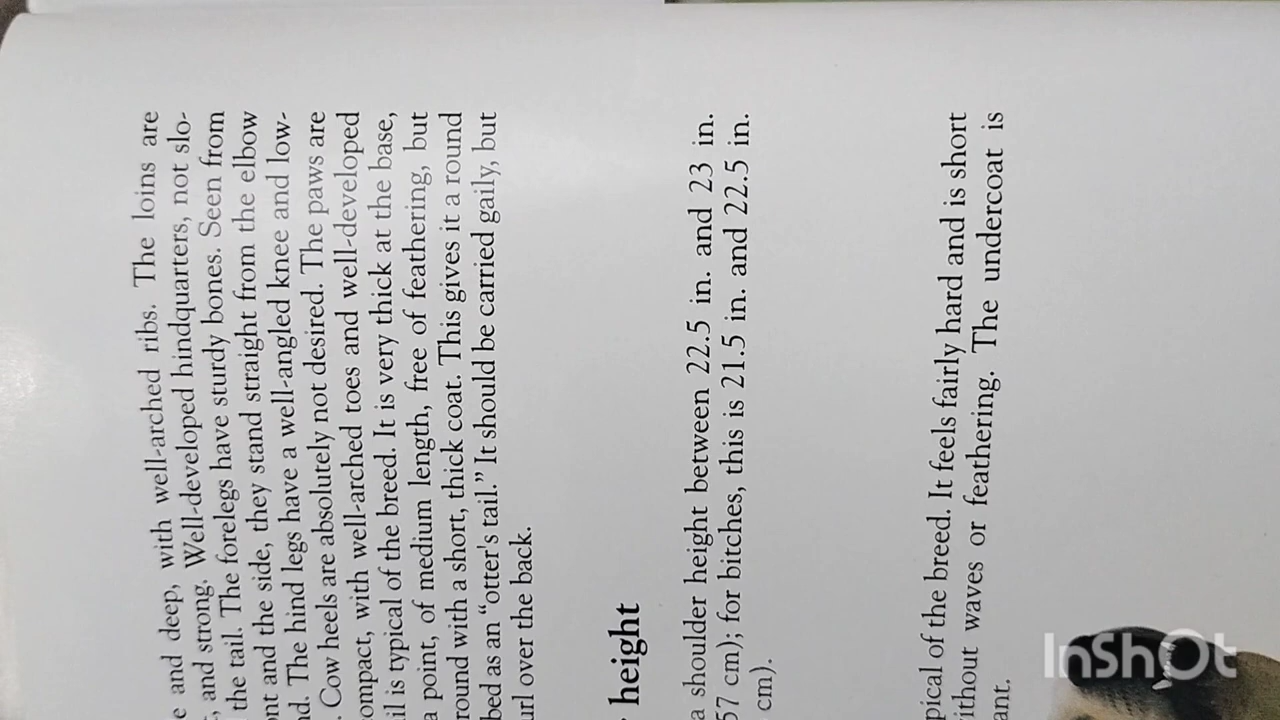 e and deep, with well-arched ribs. The loins are
, and strong. Well-developed hindquarters, not slo-
the tail. The forelegs have sturdy bones. Seen from
nt and the side, they stand straight from the elbow
nd. The hind legs have a well-angled knee and low-
. Cow heels are absolutely not desired. The paws are
ompact, with well-arched toes and well-developed
il is typical of the breed. It is very thick at the base,
a point, of medium length, free of feathering, but
round with a short, thick coat. This gives it a round
bed as an “otter's tail.” It should be carried gaily, but
url over the back.
height
a shoulder height between 22.5 in. and 23 in.
57 cm); for bitches, this is 21.5 in. and 22.5 in.
cm).
pical of the breed. It feels fairly hard and is short
ithout waves or feathering. The undercoat is
ant.
InShOt